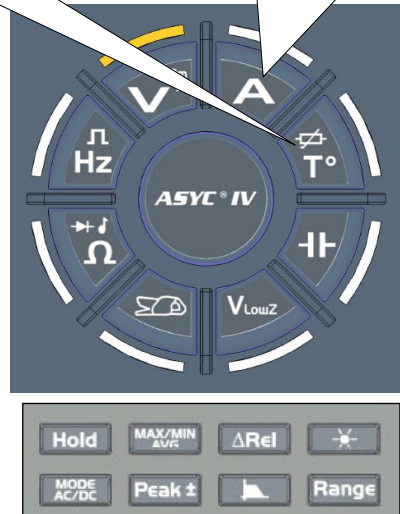 V
A
Hz
T°
ASYC® IV
Ω
VLowZ
Hold
MAX/MIN
AVG
ΔRel
MODE
AC/DC
Peak ±
Range